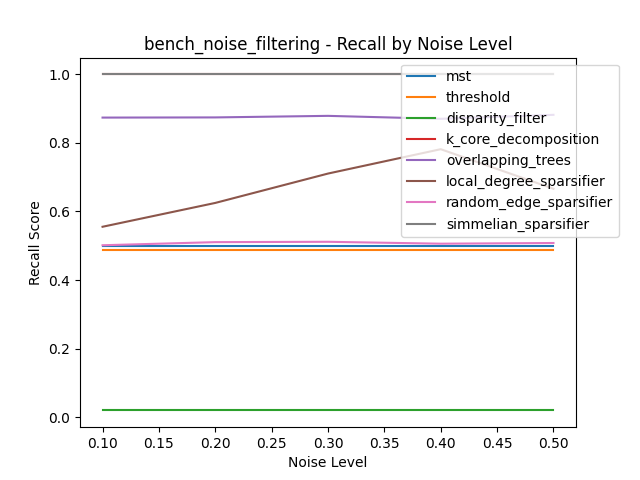 bench_noise_filtering - Recall by Noise Level
mst
threshold
disparity_filter
k_core_decomposition
overlapping_trees
local_degree_sparsifier
random_edge_sparsifier
simmelian_sparsifier
Recall Score
1.0
0.8
0.6
0.4
0.2
0.0
0.10 0.15 0.20 0.25 0.30 0.35 0.40 0.45 0.50
Noise Level